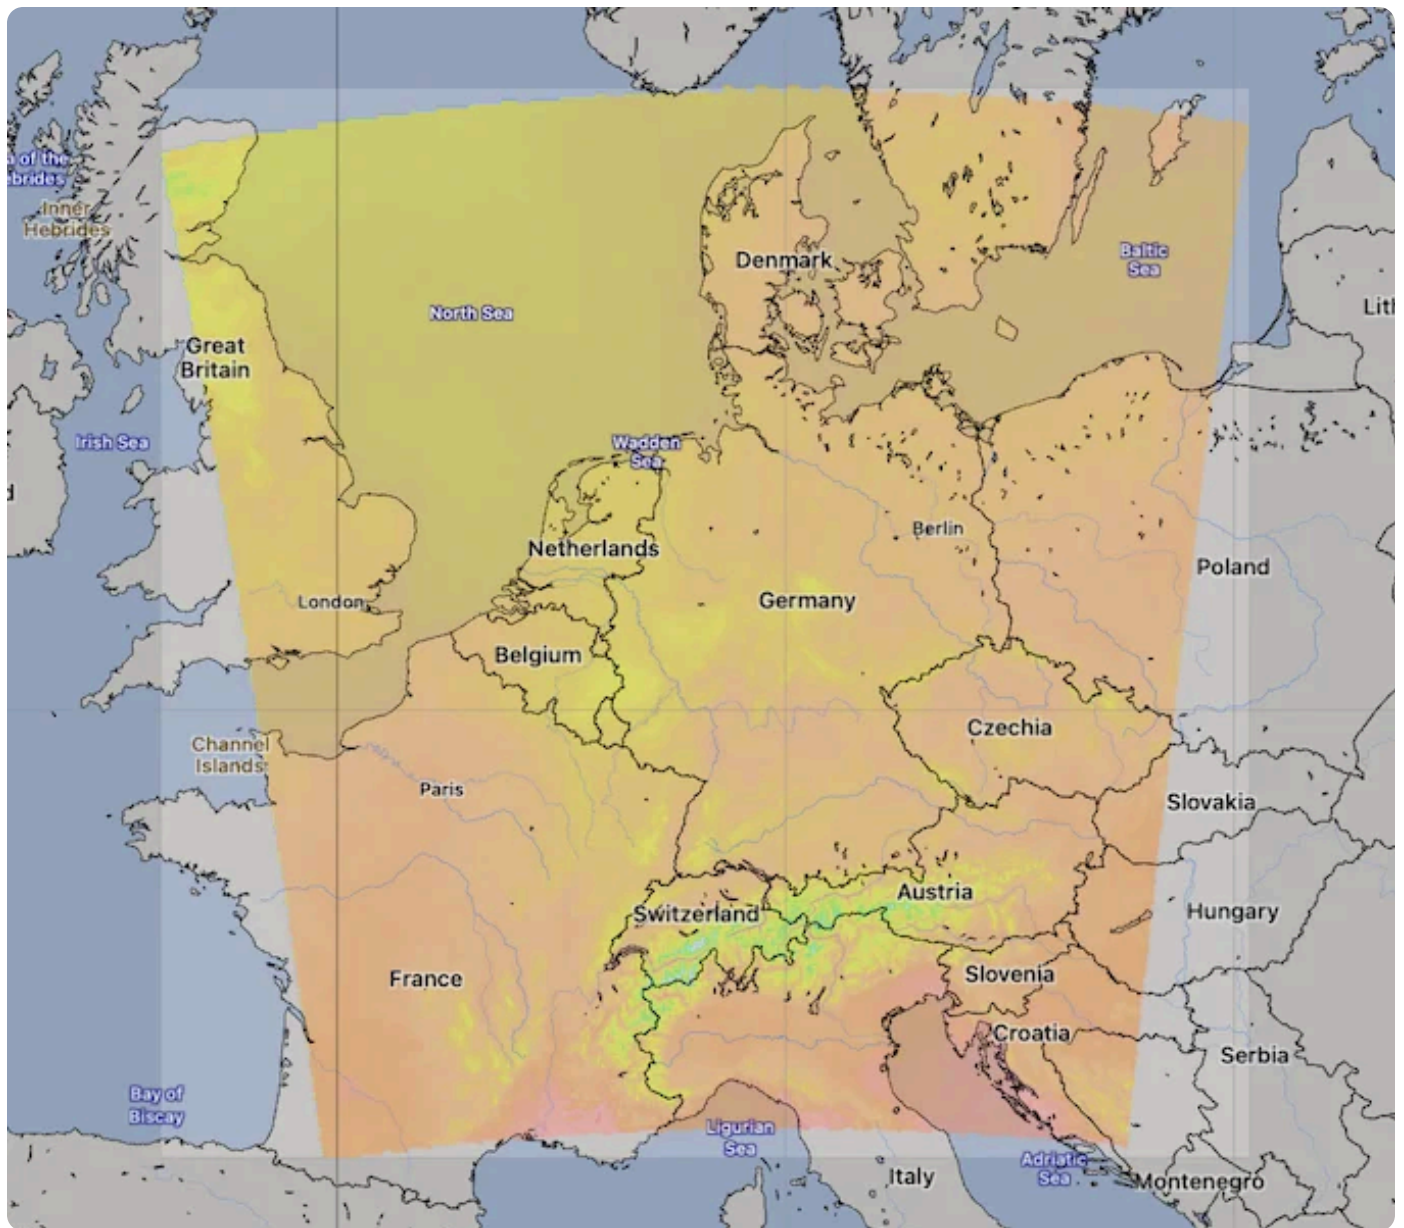 Inner
Hebrides
Denmark
Baltic
Sea
North Sea
Great
Britain
Irish Sea
Wadden
Sea
Berlin
Netherlands
Poland
London
Germany
Belgium
Czechia
Channel
Islands
Paris
Slovakia
Austria
Switzerland
Hungary
France
Slovenia
Croatia
Serbia
Bay of
Biscay
Ligurian
Sea
Adriatic
Sea
Italy
Montenegro